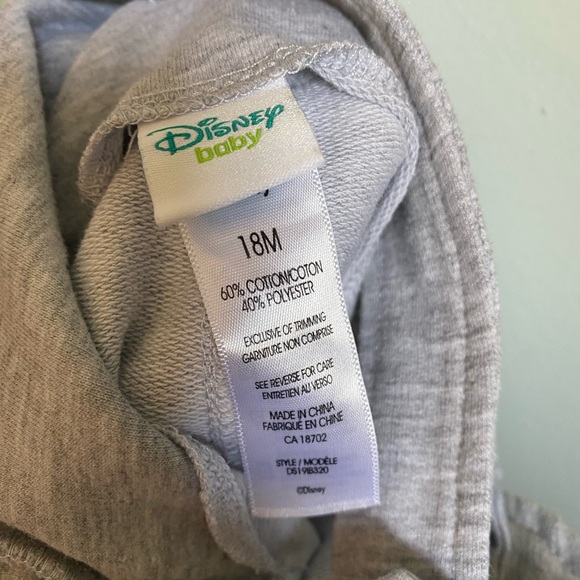 Disney
baby
18M
60% COTTON/COTON
40% POLYESTER
EXCLUSIVE OF TRIMMING
GARNITURE NON COMPRISE
SEE REVERSE FOR CARE
ENTRETIEN AU VERSO
MADE IN CHINA
FABRIQUÉ EN CHINE
CA 18702
STYLE / MODÈLE
DS19IB320
©Disney